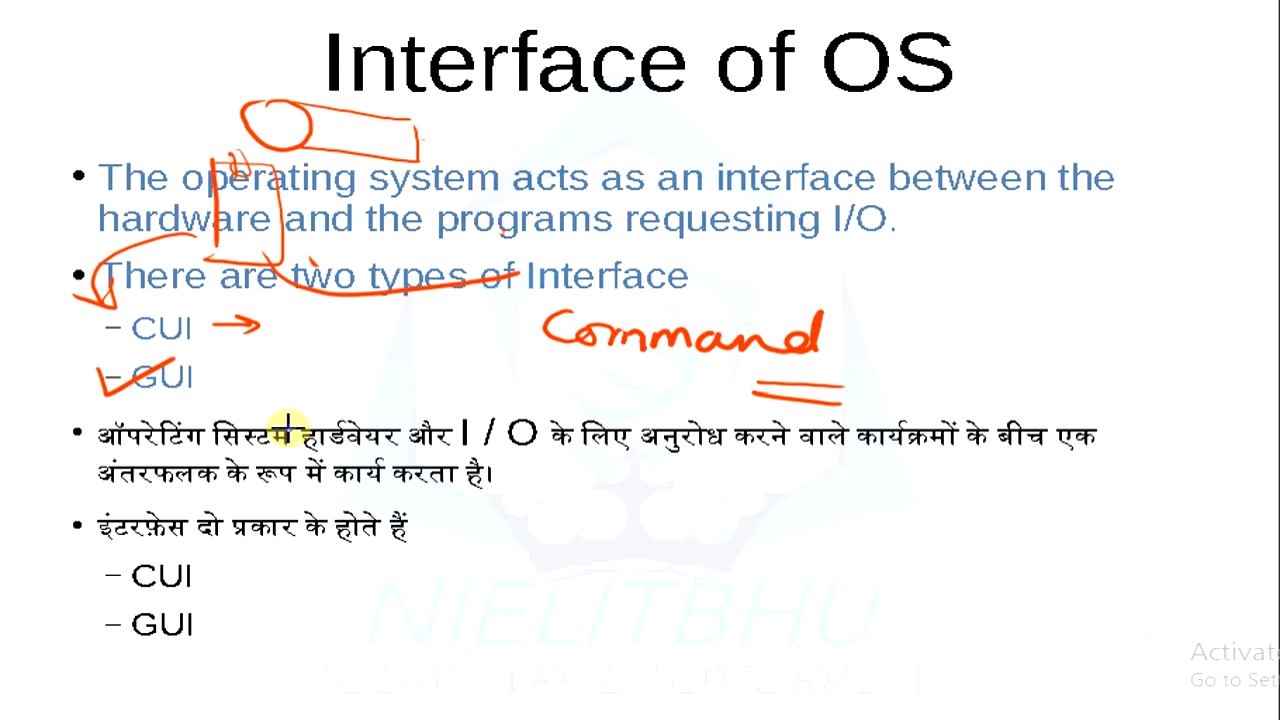 Interface of OS
• The operating system acts as an interface between the
hardware and the programs requesting I/O.
• There are two types of Interface
– CUI
Command
– GUI
• ऑपरेटिंग सिस्टम हार्डवेयर और I / O के लिए अनुरोध करने वाले कार्यक्रमों के बीच एक
अंतरफलक के रूप में कार्य करता है।
• इंटरफ़ेस दो प्रकार के होते हैं
– CUI
– GUI
NIELITBHU
Activat
Go to Set